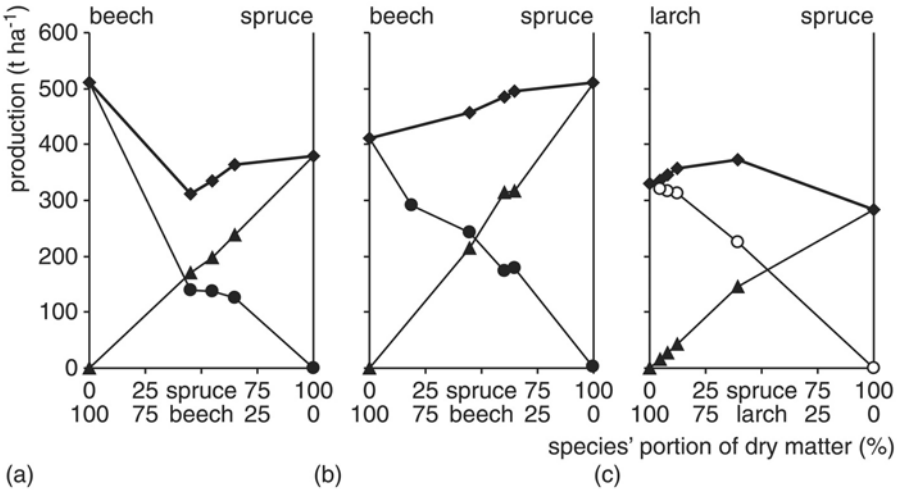 beech spruce
beech spruce
larch spruce
production (t ha-1)
600
500
400
300
200
100
0
0 25 spruce 75 100
100 75 beech 25 0
0 25 spruce 75 100
100 75 beech 25 0
0 25 spruce 75 100
100 75 larch 25 0
species' portion of dry matter (%)
(a) (b) (c)